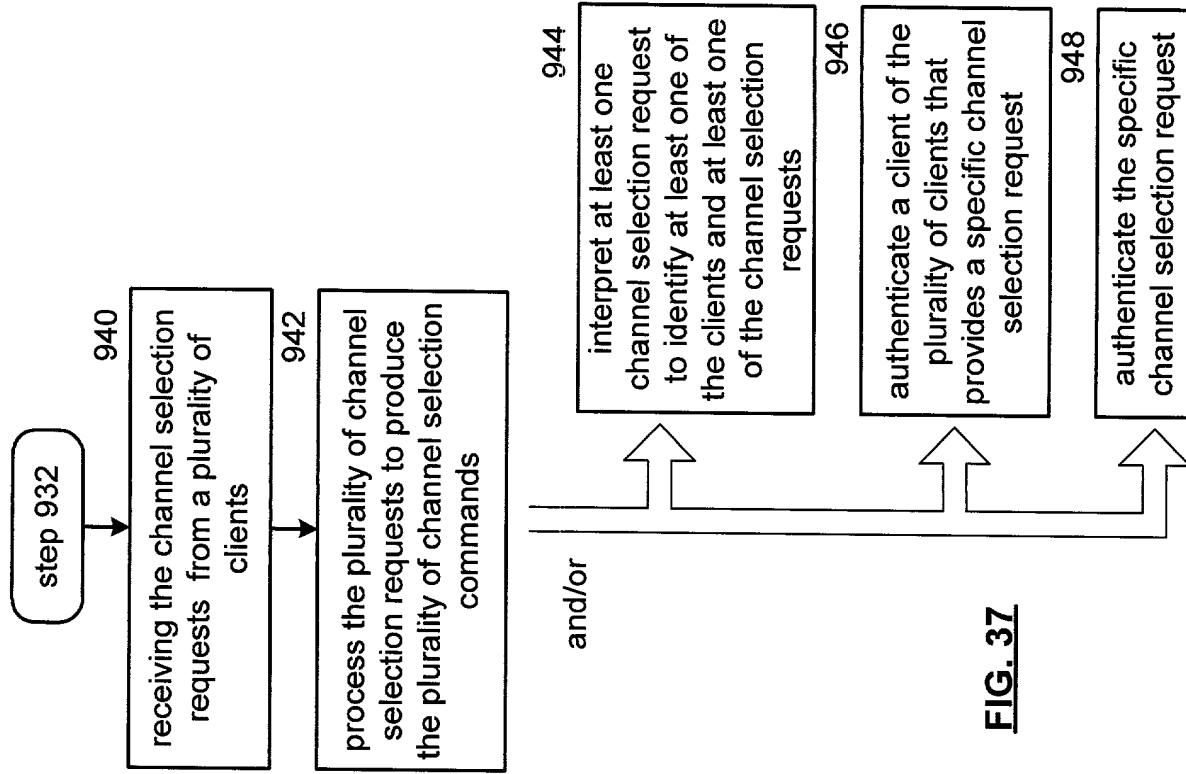 step 932
940
receiving the channel selection
requests from a plurality of
clients
942
process the plurality of channel
selection requests to produce
the plurality of channel selection
commands
and/or
944
interpret at least one
channel selection request
to identify at least one of
the clients and at least one
of the channel selection
requests
946
authenticate a client of the
plurality of clients that
provides a specific channel
selection request
948
authenticate the specific
channel selection request
FIG. 37